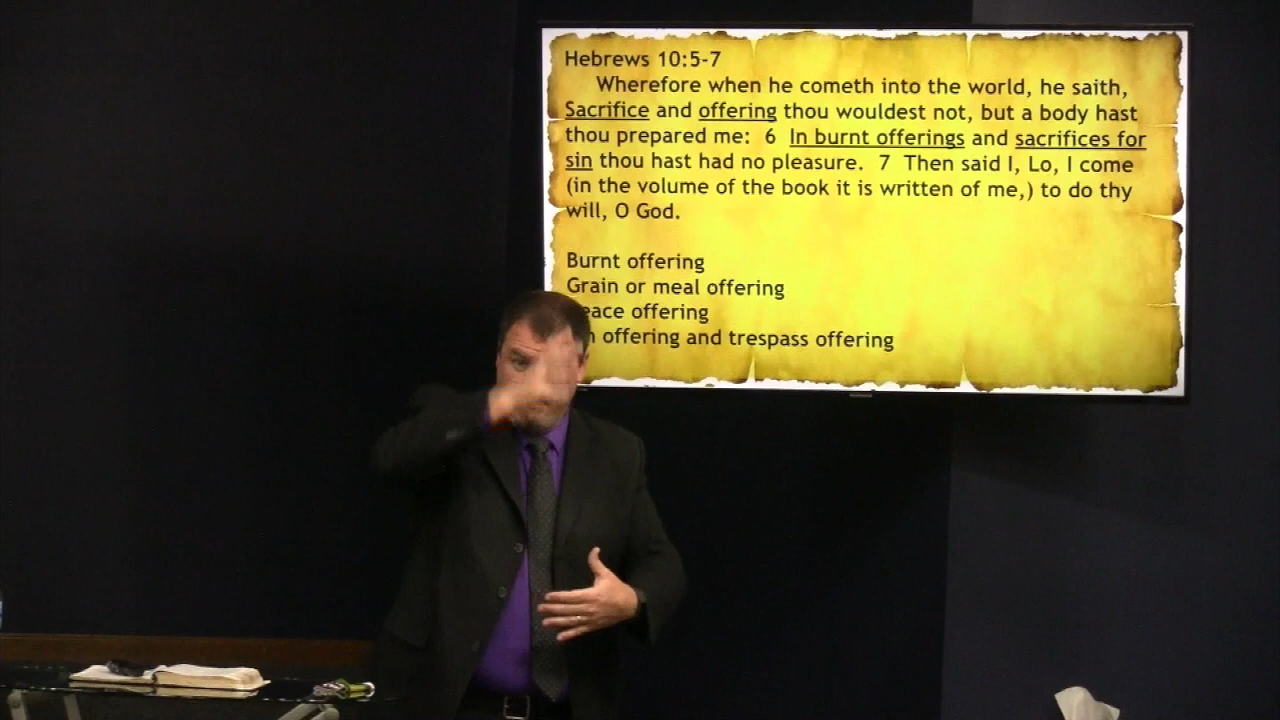 Hebrews 10:5-7
Wherefore when he cometh into the world, he saith,
Sacrifice and offering thou wouldest not, but a body hast
thou prepared me: 6 In burnt offerings and sacrifices for
sin thou hast had no pleasure. 7 Then said I, Lo, I come
(in the volume of the book it is written of me,) to do thy
will, O God.
Burnt offering
Grain or meal offering
eace offering
n offering and trespass offering